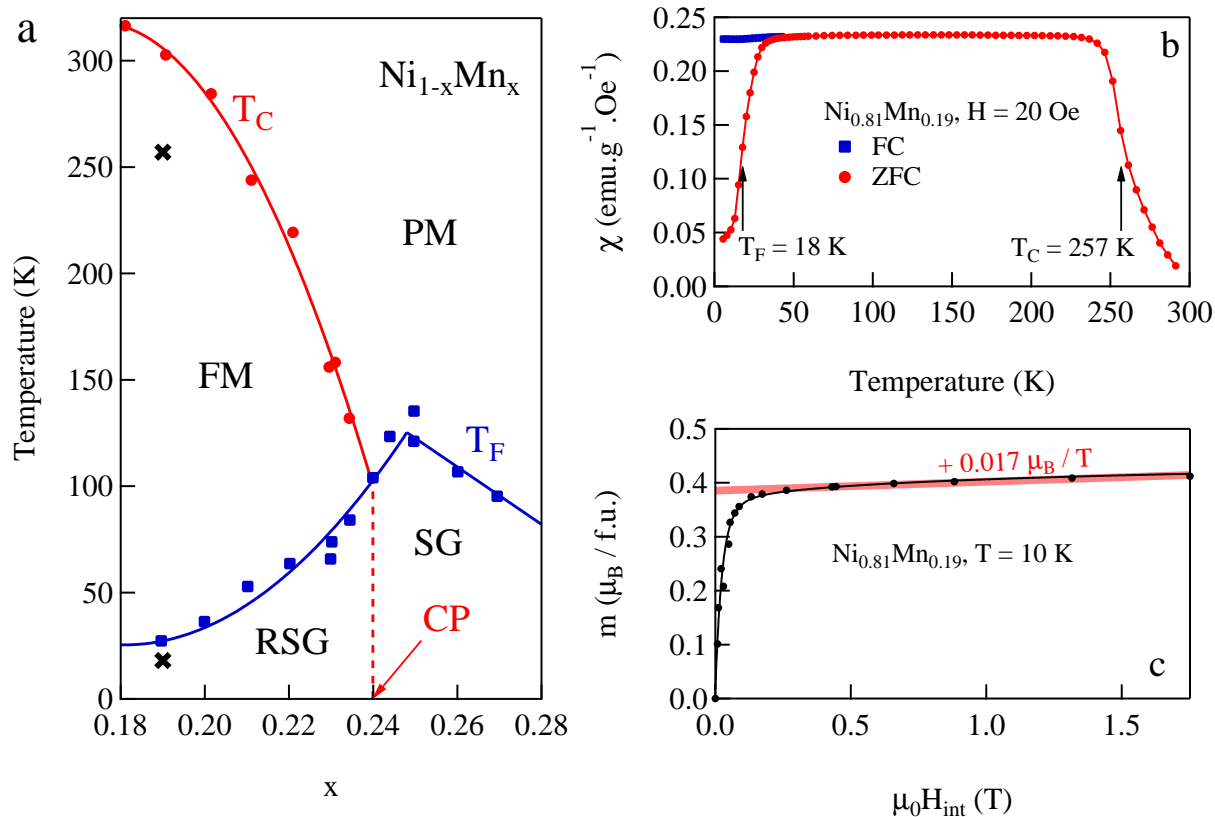 a
Temperature (K)
300
250
200
150
100
50
0
Ni1-xMnx
TC
PM
FM
TF
SG
RSG
CP
0.18
0.20
0.22
0.24
0.26
0.28
x
b
χ (emu.g-1.Oe-1)
0.25
0.20
0.15
0.10
0.05
0.00
Ni0.81Mn0.19, H = 20 Oe
FC
ZFC
TF = 18 K
TC = 257 K
0
50
100
150
200
250
300
Temperature (K)
c
m (μB / f.u.)
0.5
0.4
0.3
0.2
0.1
0.0
+ 0.017 μB / T
Ni0.81Mn0.19, T = 10 K
0.0
0.5
1.0
1.5
μ0Hint (T)